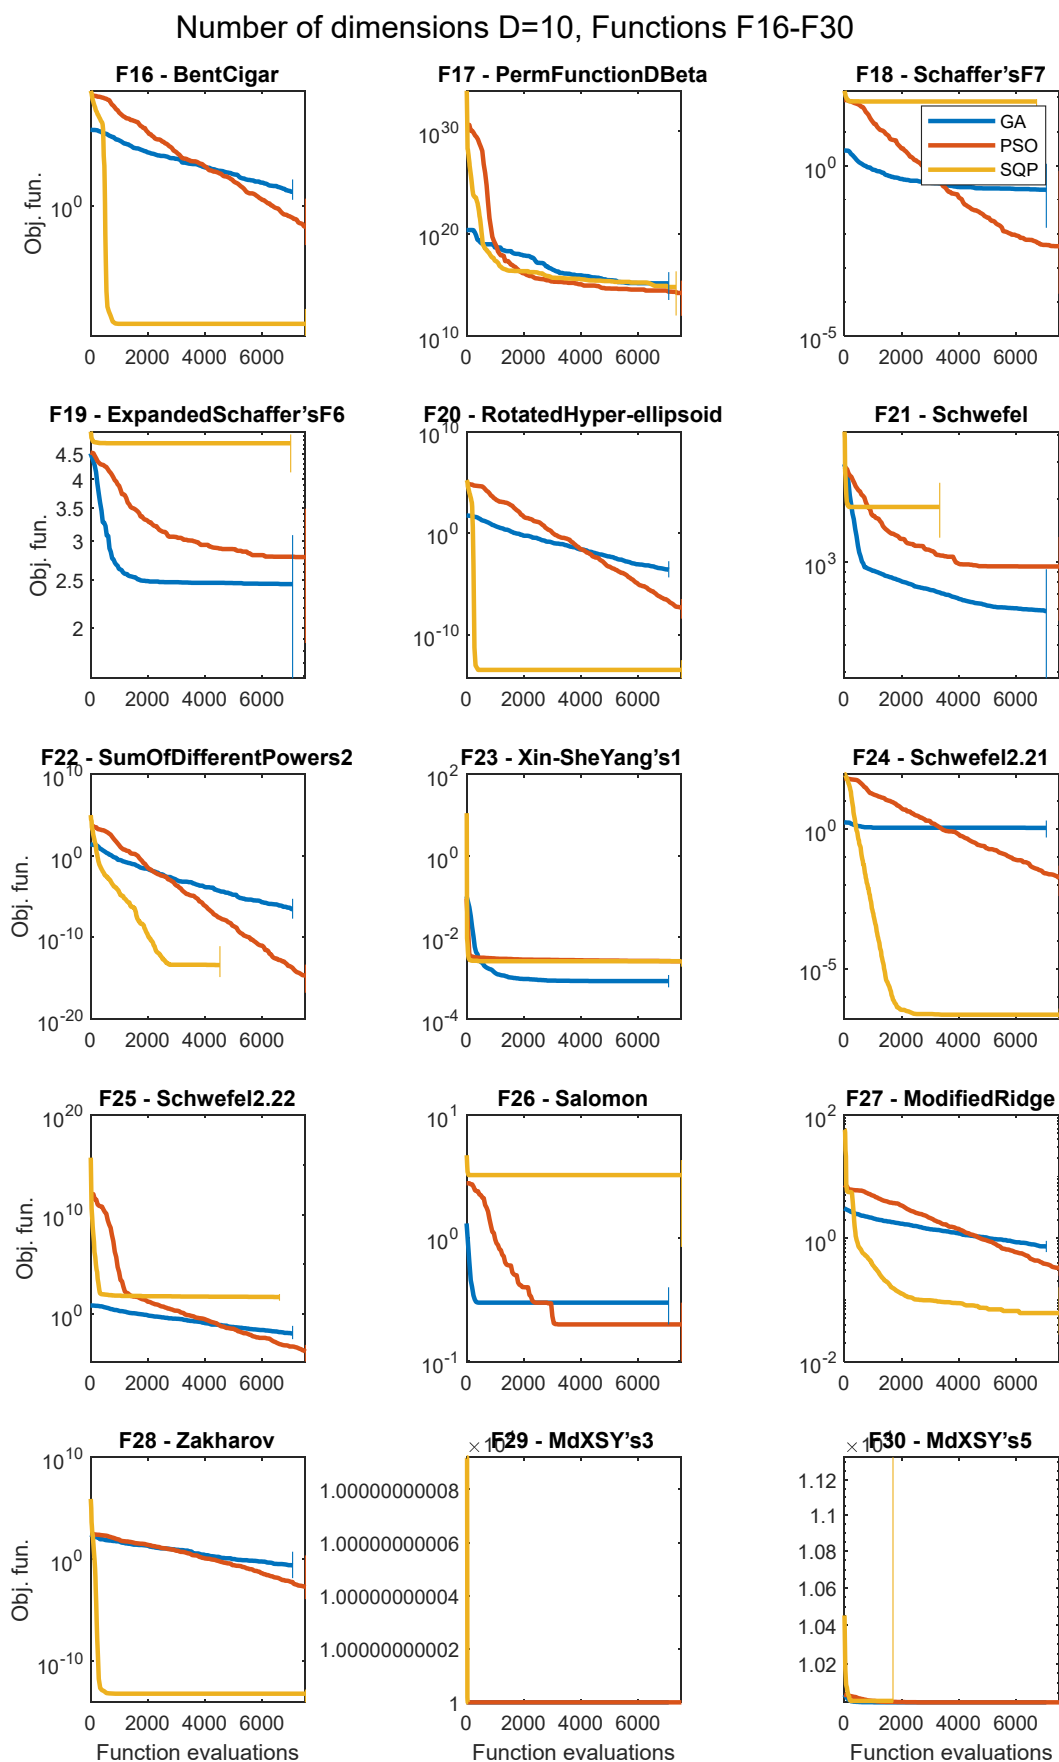 Number of dimensions D=10, Functions F16-F30
F16 - BentCigar
F17 - PermFunctionDBeta
F18 - Schaffer'sF7
Obj. fun.
10^0
0 2000 4000 6000
10^30
10^20
10^10
0 2000 4000 6000
GA
PSO
SQP
10^0
10^-5
0 2000 4000 6000
F19 - ExpandedSchaffer'sF6
F20 - RotatedHyper-ellipsoid
F21 - Schwefel
Obj. fun.
4.5
4
3.5
3
2.5
2
0 2000 4000 6000
10^10
10^0
10^-10
0 2000 4000 6000
10^3
0 2000 4000 6000
F22 - SumOfDifferentPowers2
F23 - Xin-SheYang's1
F24 - Schwefel2.21
Obj. fun.
10^10
10^0
10^-10
10^-20
0 2000 4000 6000
10^2
10^0
10^-2
10^-4
0 2000 4000 6000
10^0
10^-5
0 2000 4000 6000
F25 - Schwefel2.22
F26 - Salomon
F27 - ModifiedRidge
Obj. fun.
10^20
10^10
10^0
0 2000 4000 6000
10^1
10^0
10^-1
0 2000 4000 6000
10^2
10^0
10^-2
0 2000 4000 6000
F28 - Zakharov
F29 - MdXSY's3
F30 - MdXSY's5
Obj. fun.
10^10
10^0
10^-10
0 2000 4000 6000
Function evaluations
1.00000000008
1.00000000006
1.00000000004
1.00000000002
1
0 2000 4000 6000
Function evaluations
1.12
1.1
1.08
1.06
1.04
1.02
0 2000 4000 6000
Function evaluations